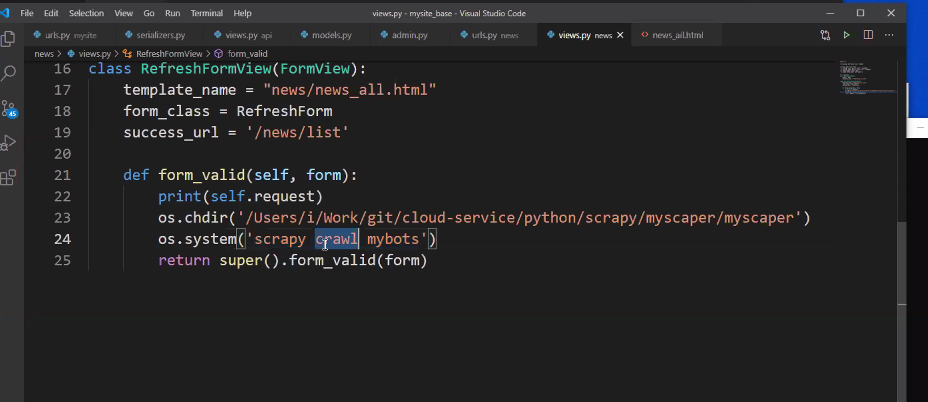 File Edit Selection View Go Run Terminal Help
views.py - mysite_base - Visual Studio Code
urls.py mysite
serializers.py
views.py api
models.py
admin.py
urls.py news
views.py news
news_ail.html
news > views.py > RefreshFormView > form_valid
16 class RefreshFormView(FormView):
17 template_name = "news/news_all.html"
18 form_class = RefreshForm
19 success_url = '/news/list'
20
21 def form_valid(self, form):
22 print(self.request)
23 os.chdir('/Users/i/Work/git/cloud-service/python/scrapy/myscaper/myscaper')
24 os.system('scrapy crawl mybots')
25 return super().form_valid(form)
45